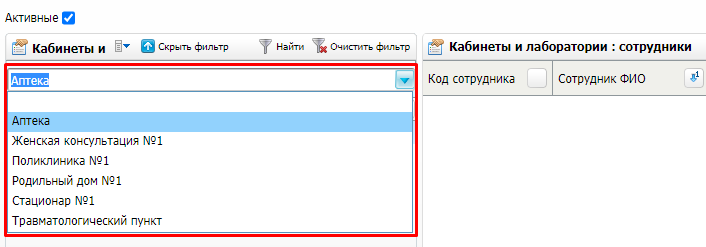 Активные
Кабинеты и Скрыть фильтр Найти Очистить фильтр
Аптека
Аптека
Женская консультация №1
Поликлиника №1
Родильный дом №1
Стационар №1
Травматологический пункт
Кабинеты и лаборатории : сотрудники
Код сотрудника Сотрудник ФИО 1